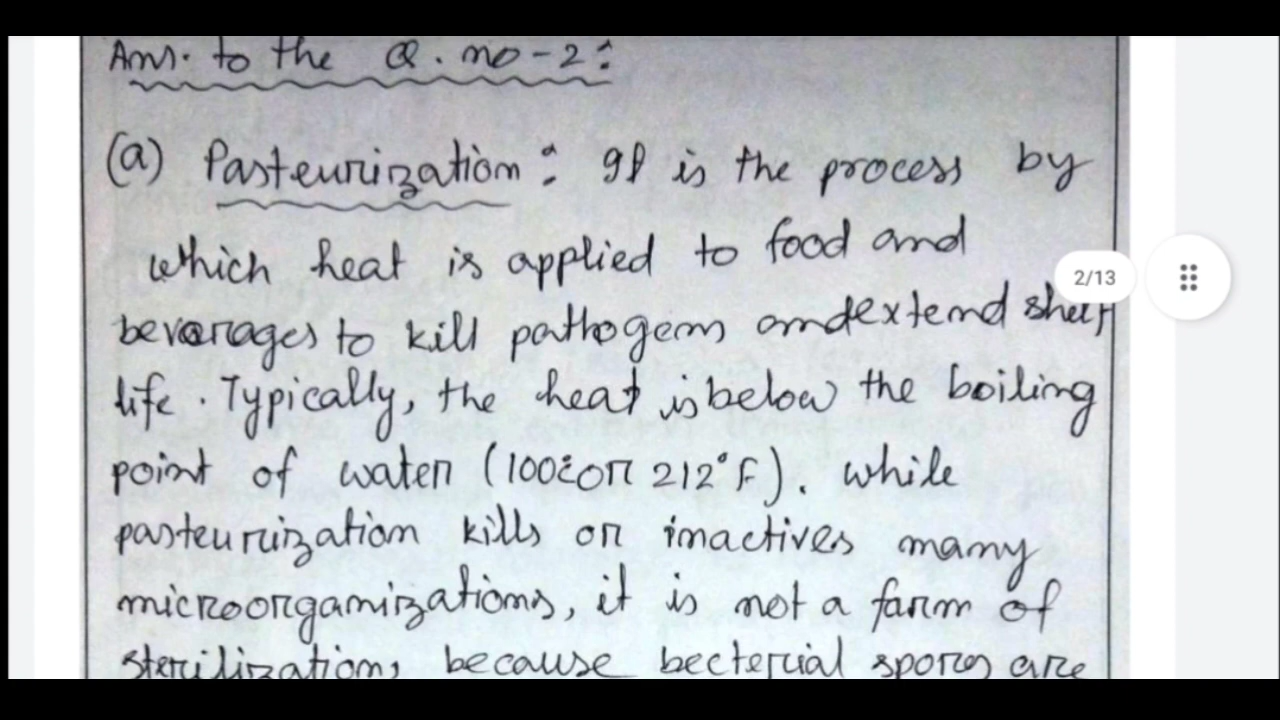 Ans. to the Q. no-2:
(a) Pasteurization: It is the process by
which heat is applied to food and
beverages to kill pathogens and extend shelf
life. Typically, the heat is below the boiling
point of water (100°c or 212°F). while
pasteurization kills or inactives many
microorganizations, it is not a farm of
sterilization, because becterial spores are
2/13